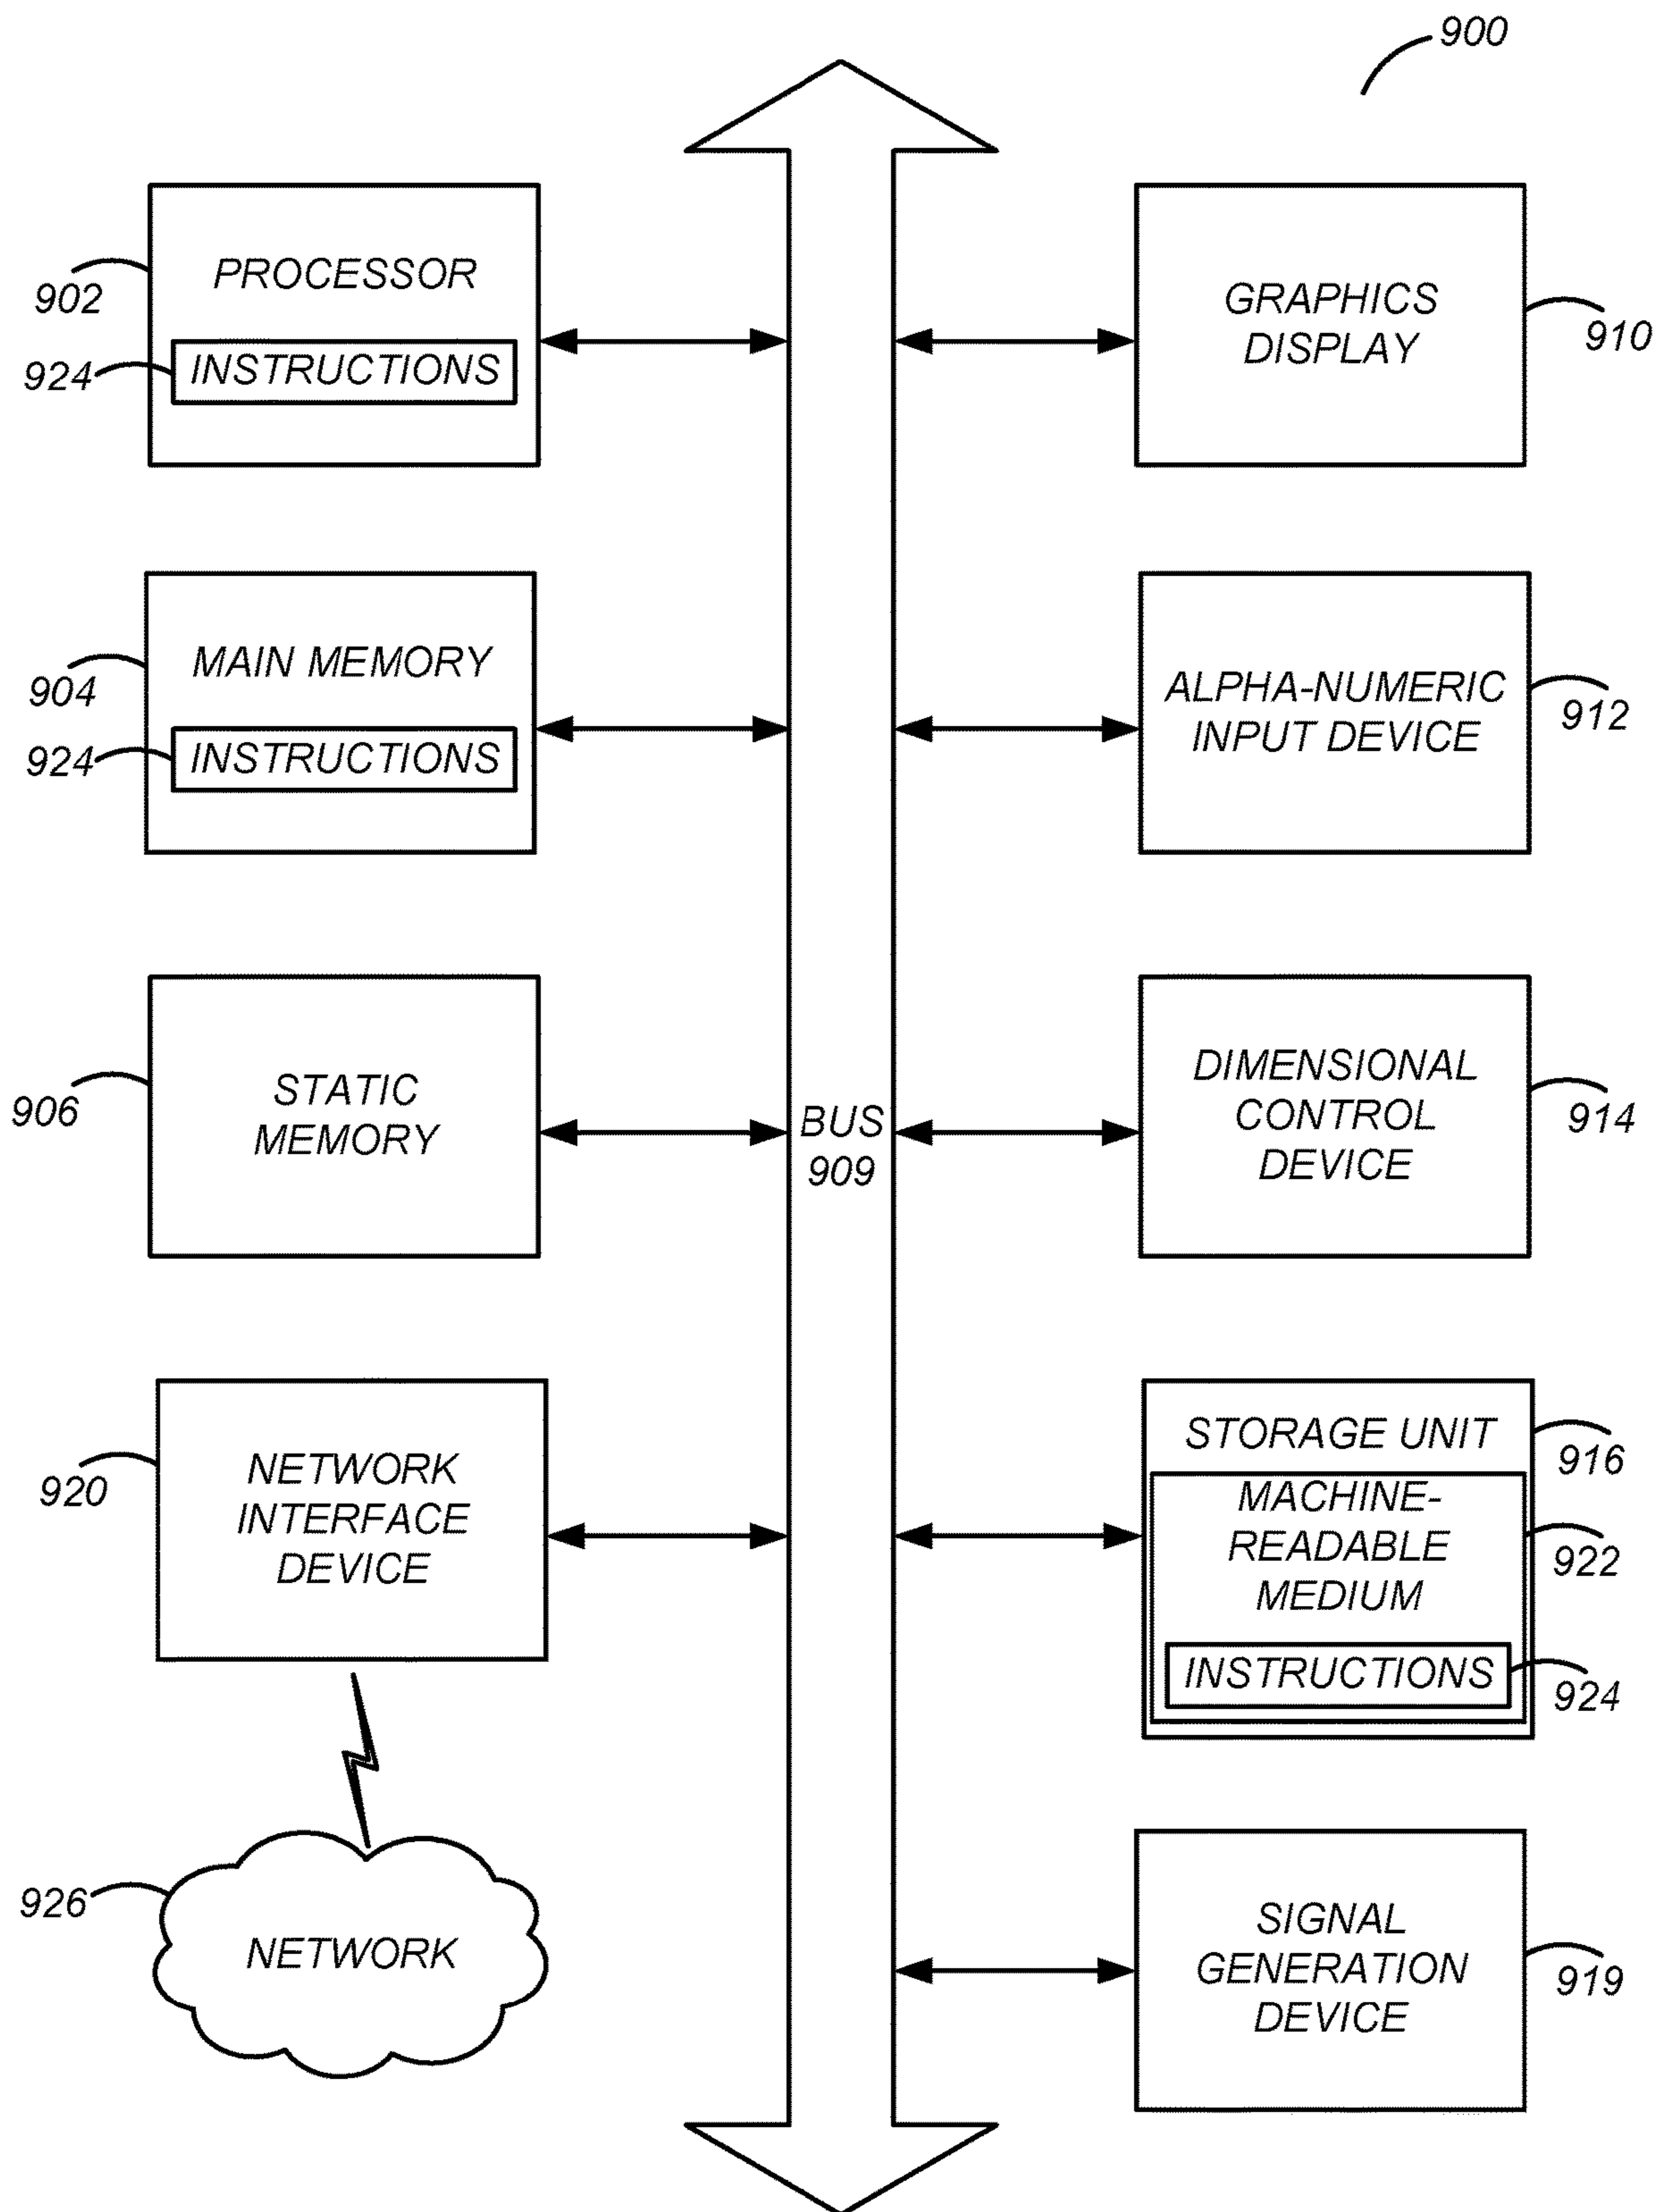 900
PROCESSOR
902
924
INSTRUCTIONS
GRAPHICS
DISPLAY
910
MAIN MEMORY
904
924
INSTRUCTIONS
ALPHA-NUMERIC
INPUT DEVICE
912
STATIC
MEMORY
906
BUS
909
DIMENSIONAL
CONTROL
DEVICE
914
NETWORK
INTERFACE
DEVICE
920
STORAGE UNIT
916
MACHINE-
READABLE
MEDIUM
922
INSTRUCTIONS
924
926
NETWORK
SIGNAL
GENERATION
DEVICE
919